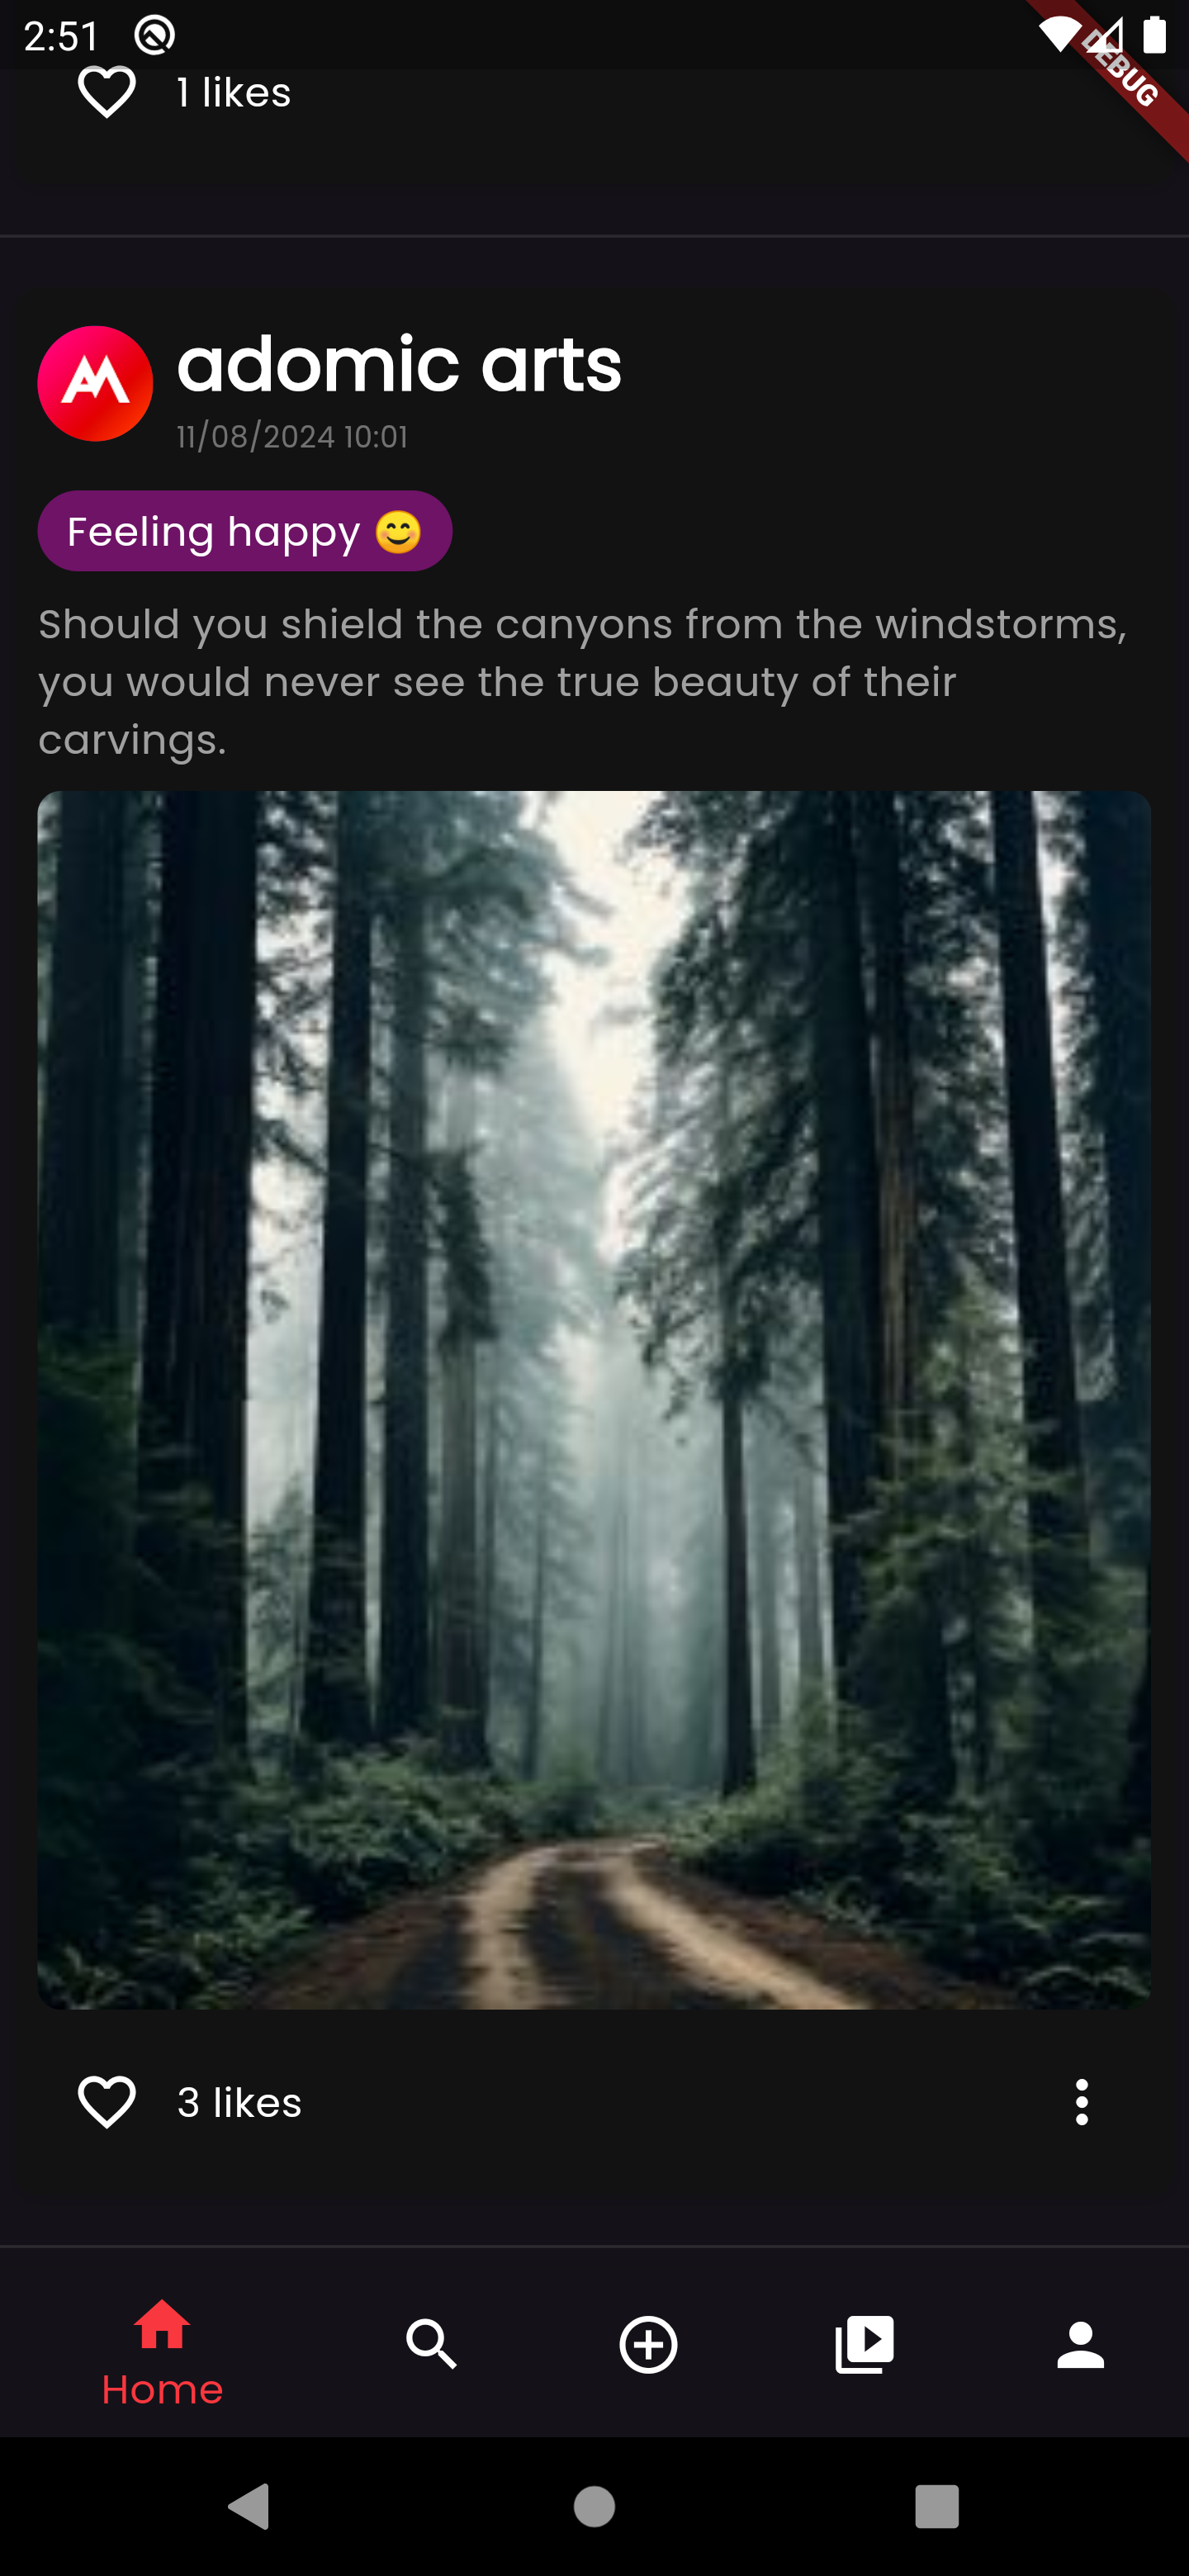 2:51
DEBUG
1 likes
adomic arts
11/08/2024 10:01
Feeling happy 😊
Should you shield the canyons from the windstorms,
you would never see the true beauty of their
carvings.
3 likes
Home